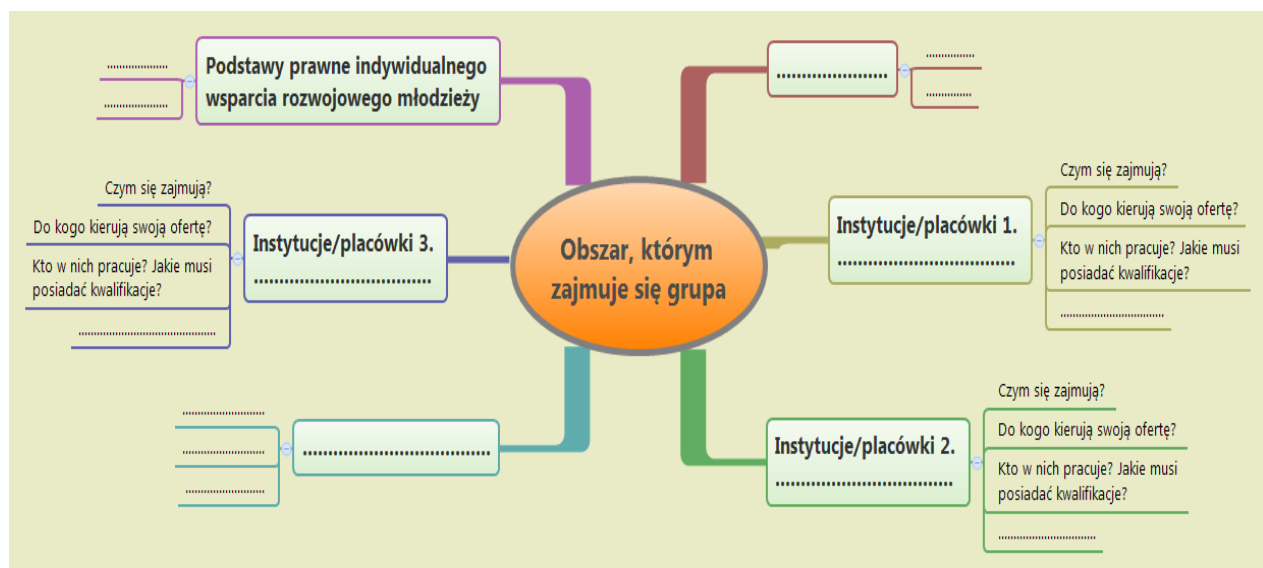 Obszar, którym
zajmuje się grupa
Podstawy prawne indywidualnego
wsparcia rozwojowego młodzieży
....................
.....................
......................
................
...............
Instytucje/placówki 1.
...................................
Czym się zajmują?
Do kogo kierują swoją ofertę?
Kto w nich pracuje? Jakie musi
posiadać kwalifikacje?
..................................
Instytucje/placówki 2.
...................................
Czym się zajmują?
Do kogo kierują swoją ofertę?
Kto w nich pracuje? Jakie musi
posiadać kwalifikacje?
................................
Instytucje/placówki 3.
...................................
Czym się zajmują?
Do kogo kierują swoją ofertę?
Kto w nich pracuje? Jakie musi
posiadać kwalifikacje?
.............................................
.....................................
...........................
...........................
..........................